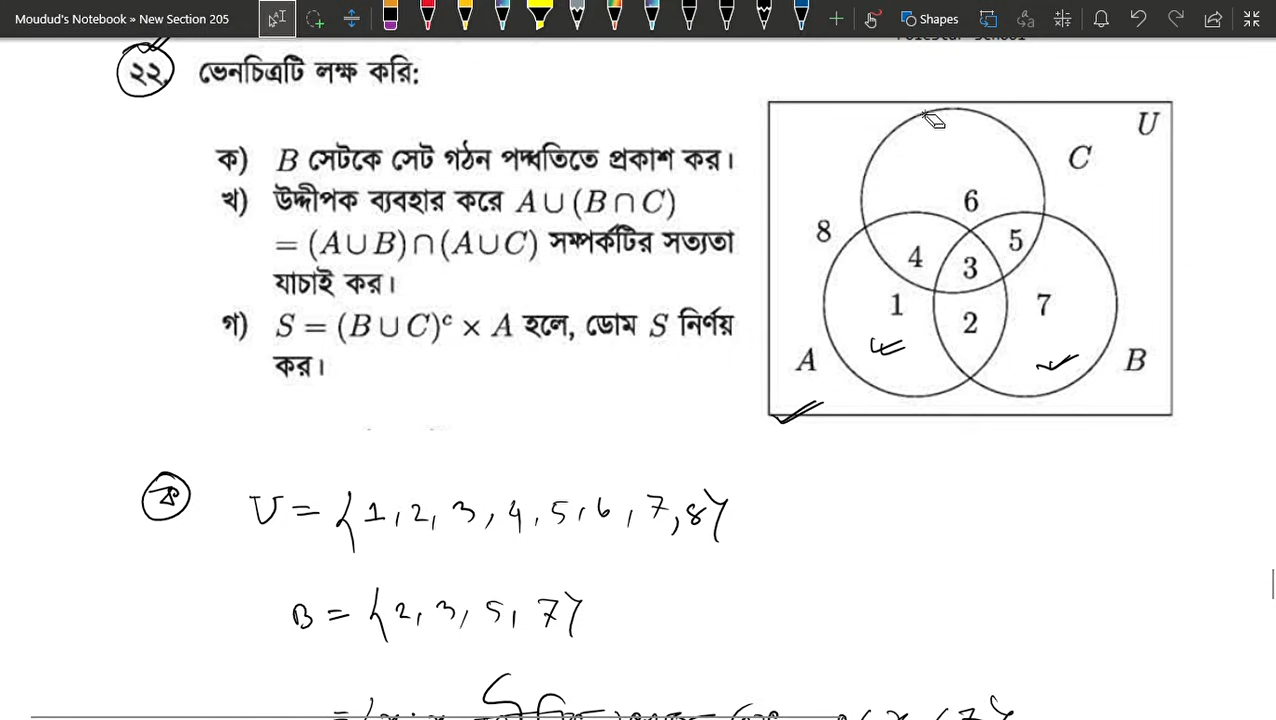 Moudud's Notebook » New Section 205
Shapes
২২. ভেনচিত্রটি লক্ষ করি:
ক) B সেটকে সেট গঠন পদ্ধতিতে প্রকাশ কর।
খ) উদ্দীপক ব্যবহার করে A∪(B∩C)
= (A∪B)∩(A∪C) সম্পর্কটির সত্যতা
যাচাই কর।
গ) S = (B∪C)ᶜ × A হলে, ডোম S নির্ণয়
কর।
U
C
6
8
5
4
3
1
7
2
A
B
ক
U = {1, 2, 3, 4, 5, 6, 7, 8}
B = {2, 3, 5, 7}